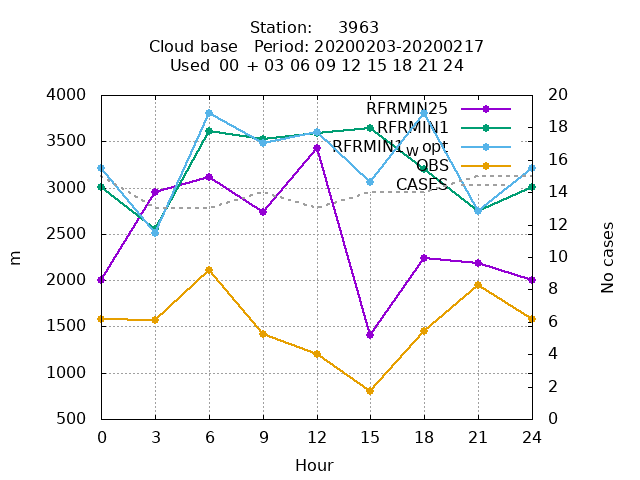 Station: 3963
Cloud base Period: 20200203-20200217
Used 00 + 03 06 09 12 15 18 21 24
4000
3500
3000
2500
2000
1500
1000
500
m
20
18
16
14
12
10
8
6
4
2
0
No cases
RFRMIN25
RFRMIN1
RFRMIN1_W opt
OBS
CASES
0 3 6 9 12 15 18 21 24
Hour